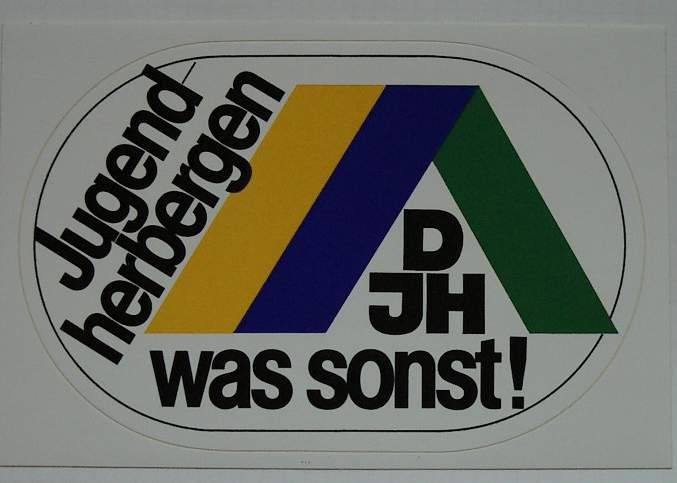 Jugend
herbergen
D
JH
was sonst!